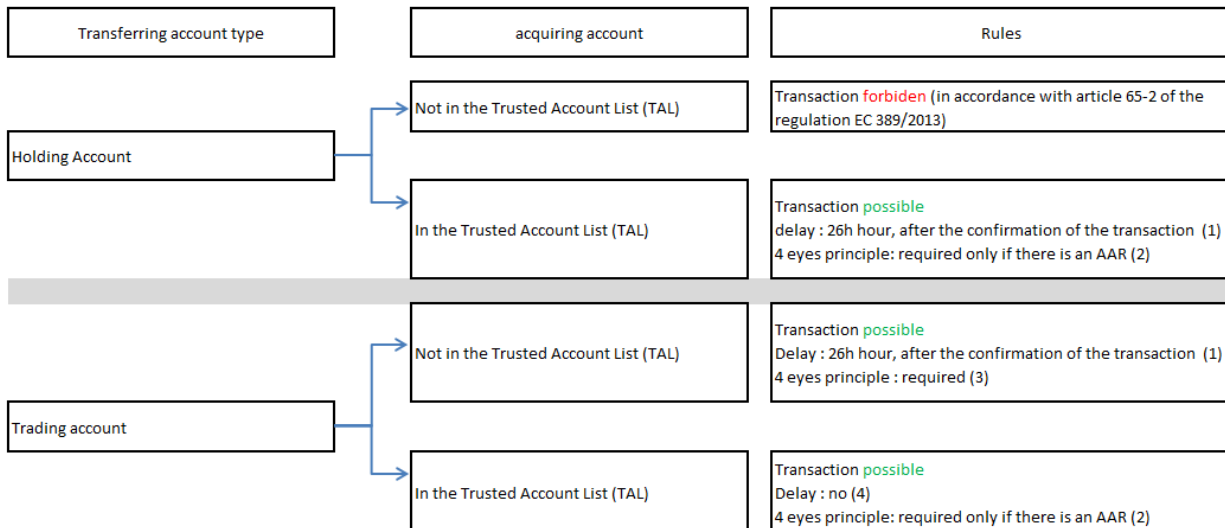 Transferring account type
acquiring account
Rules
Not in the Trusted Account List (TAL)
Transaction forbiden (in accordance with article 65-2 of the
regulation EC 389/2013)
Holding Account
In the Trusted Account List (TAL)
Transaction possible
delay : 26h hour, after the confirmation of the transaction (1)
4 eyes principle: required only if there is an AAR (2)
Not in the Trusted Account List (TAL)
Transaction possible
Delay : 26h hour, after the confirmation of the transaction (1)
4 eyes principle : required (3)
Trading account
In the Trusted Account List (TAL)
Transaction possible
Delay : no (4)
4 eyes principle: required only if there is an AAR (2)